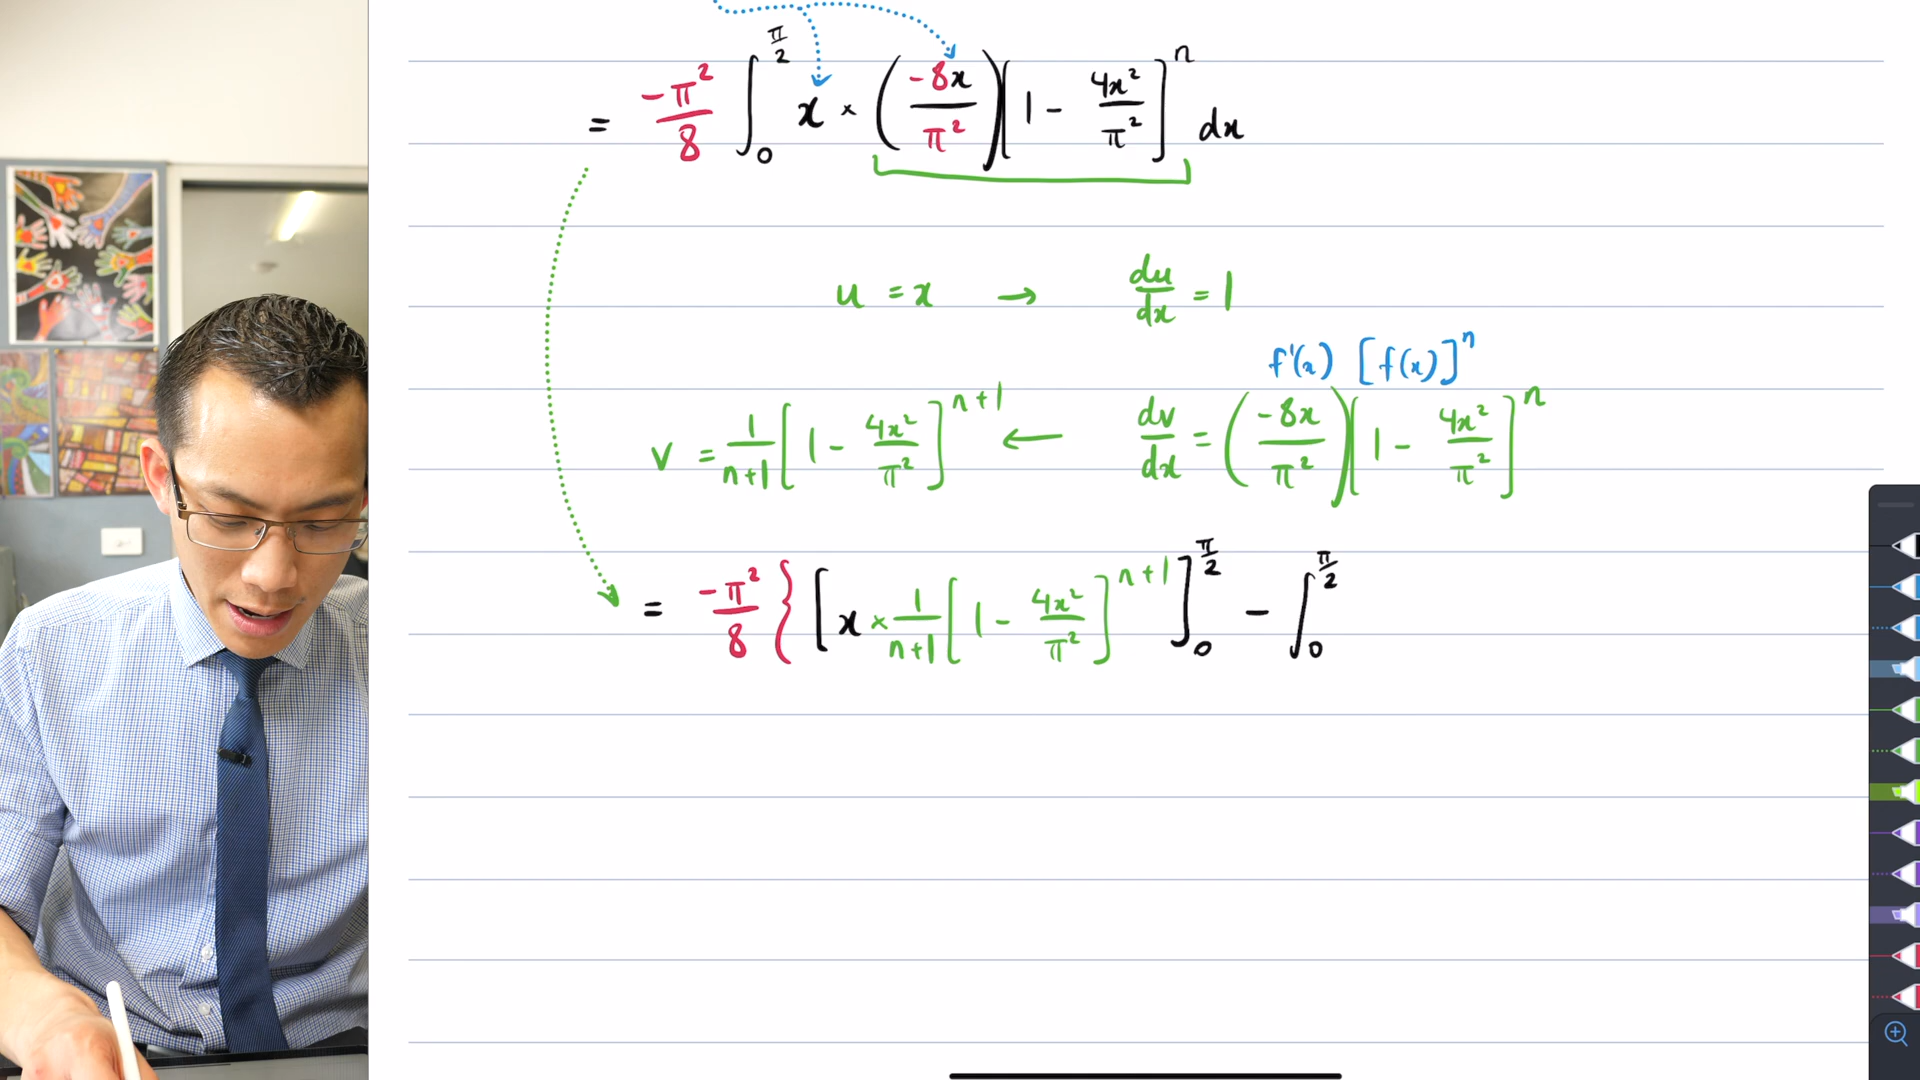 = -π²/8 ∫₀^(π/2) x × (-8x/π²)[1 - 4x²/π²]ⁿ dx
u = x → du/dx = 1
f'(x) [f(x)]ⁿ
v = 1/(n+1) [1 - 4x²/π²]ⁿ⁺¹ ← dv/dx = (-8x/π²)[1 - 4x²/π²]ⁿ
= -π²/8 { [x × 1/(n+1) [1 - 4x²/π²]ⁿ⁺¹]₀^(π/2) - ∫₀^(π/2)